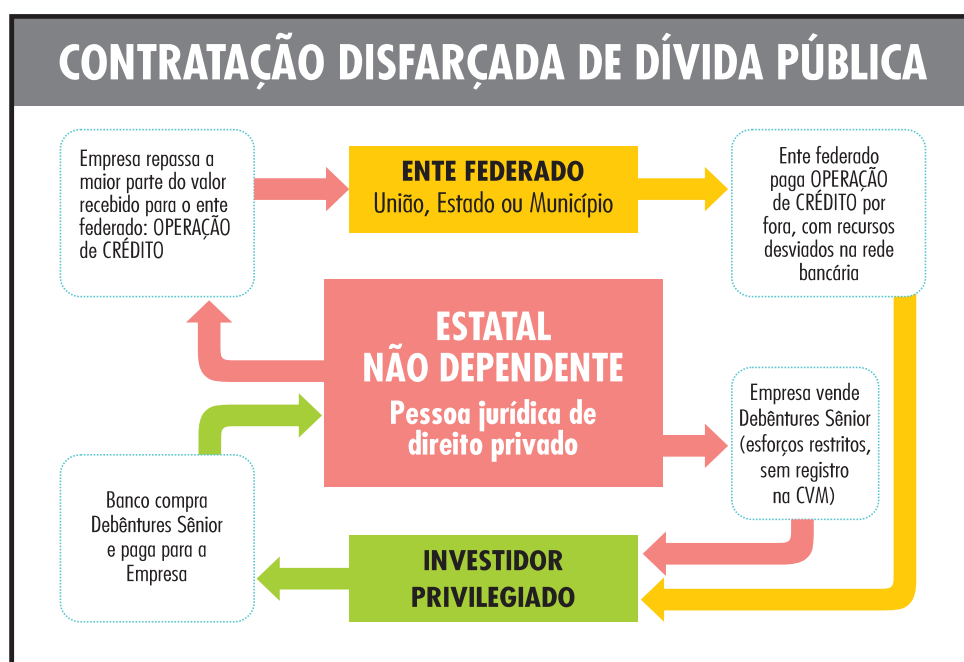 CONTRATAÇÃO DISFARÇADA DE DÍVIDA PÚBLICA
Empresa repassa a
maior parte do valor
recebido para o ente
federado: OPERAÇÃO
de CRÉDITO
ENTE FEDERADO
União, Estado ou Município
Ente federado
paga OPERAÇÃO
de CRÉDITO por
fora, com recursos
desviados na rede
bancária
ESTATAL
NÃO DEPENDENTE
Pessoa jurídica de
direito privado
Empresa vende
Debêntures Sênior
(esforços restritos,
sem registro
na CVM)
Banco compra
Debêntures Sênior
e paga para a
Empresa
INVESTIDOR
PRIVILEGIADO